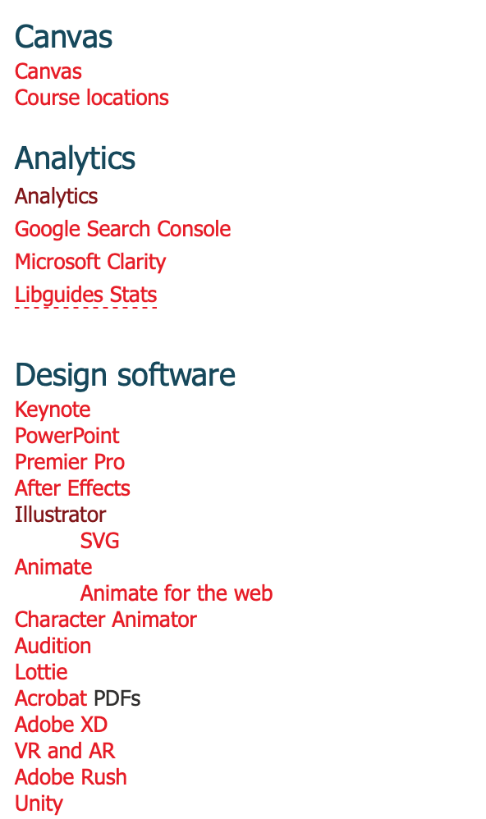 Canvas
Canvas
Course locations
Analytics
Analytics
Google Search Console
Microsoft Clarity
Libguides Stats
Design software
Keynote
PowerPoint
Premier Pro
After Effects
Illustrator
SVG
Animate
Animate for the web
Character Animator
Audition
Lottie
Acrobat PDFs
Adobe XD
VR and AR
Adobe Rush
Unity